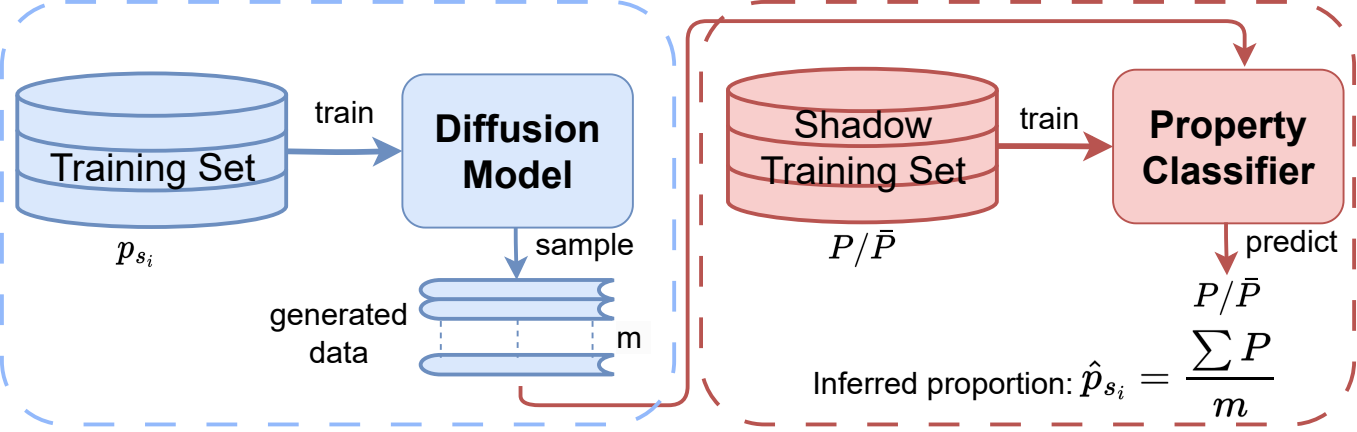 Training Set
p_{s_i}
train
Diffusion
Model
sample
generated
data
m
Shadow
Training Set
P/P̄
train
Property
Classifier
predict
P/P̄
Inferred proportion: p̂_{s_i} = \frac{∑ P}{m}